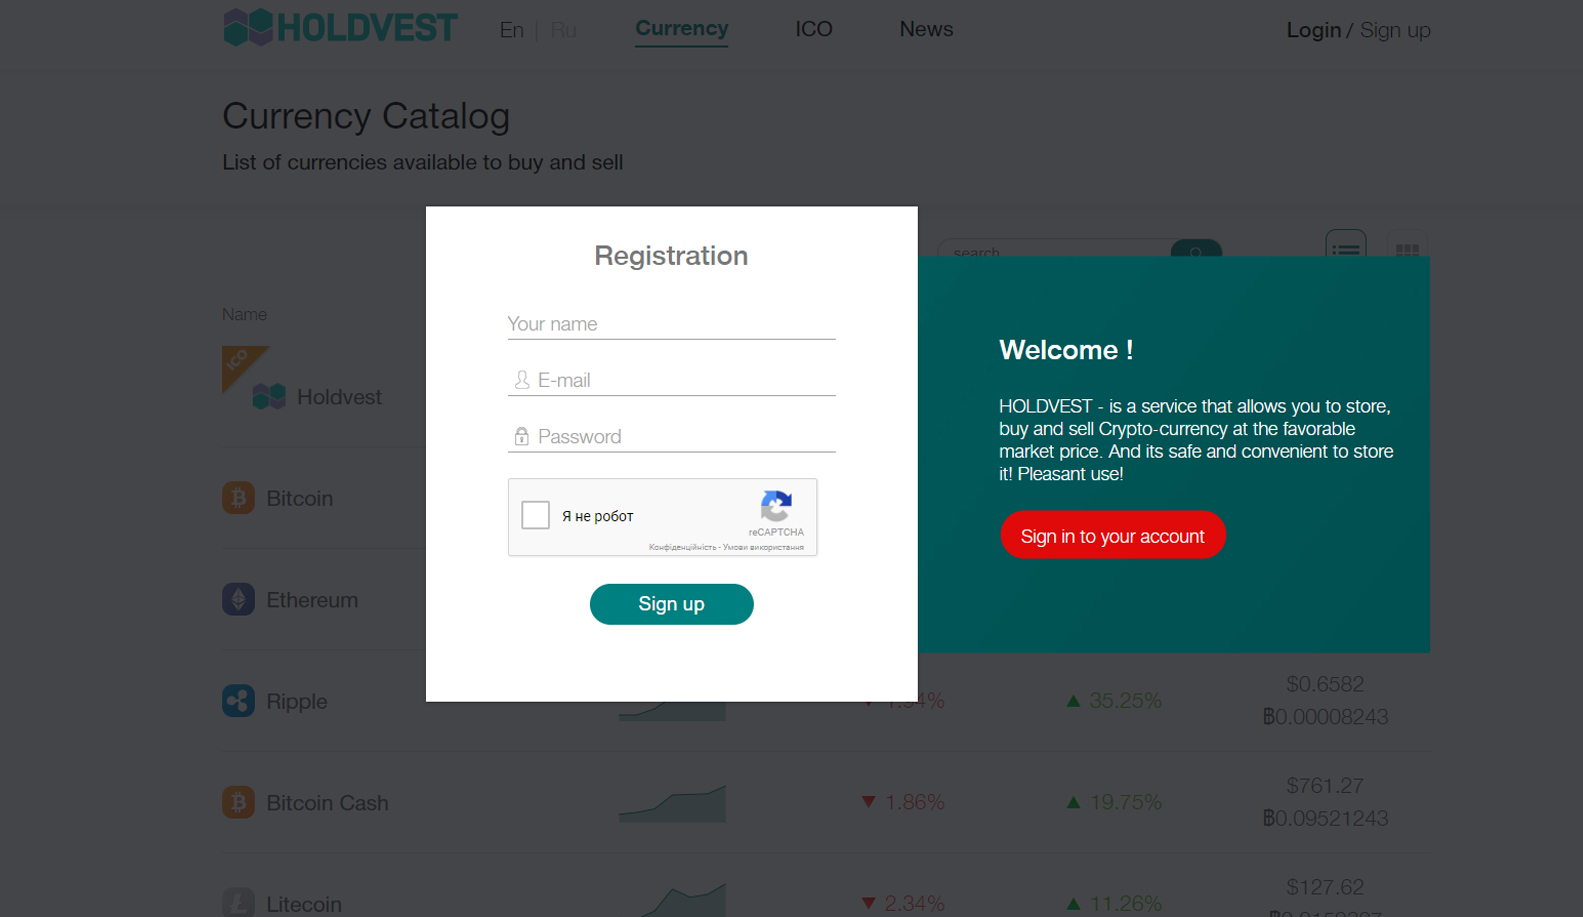 HOLDVEST
En | Ru
Currency
ICO
News
Login / Sign up
Currency Catalog
List of currencies available to buy and sell
search
Registration
Your name
E-mail
Password
Я не робот
reCAPTCHA
Конфіденційність - Умови використання
Sign up
Welcome !
HOLDVEST - is a service that allows you to store,
buy and sell Crypto-currency at the favorable
market price. And its safe and convenient to store
it! Pleasant use!
Sign in to your account
Name
ICO
Holdvest
Bitcoin
Ethereum
Ripple
35.25%
$0.6582
฿0.00008243
Bitcoin Cash
1.86%
19.75%
$761.27
฿0.09521243
Litecoin
2.34%
11.26%
$127.62